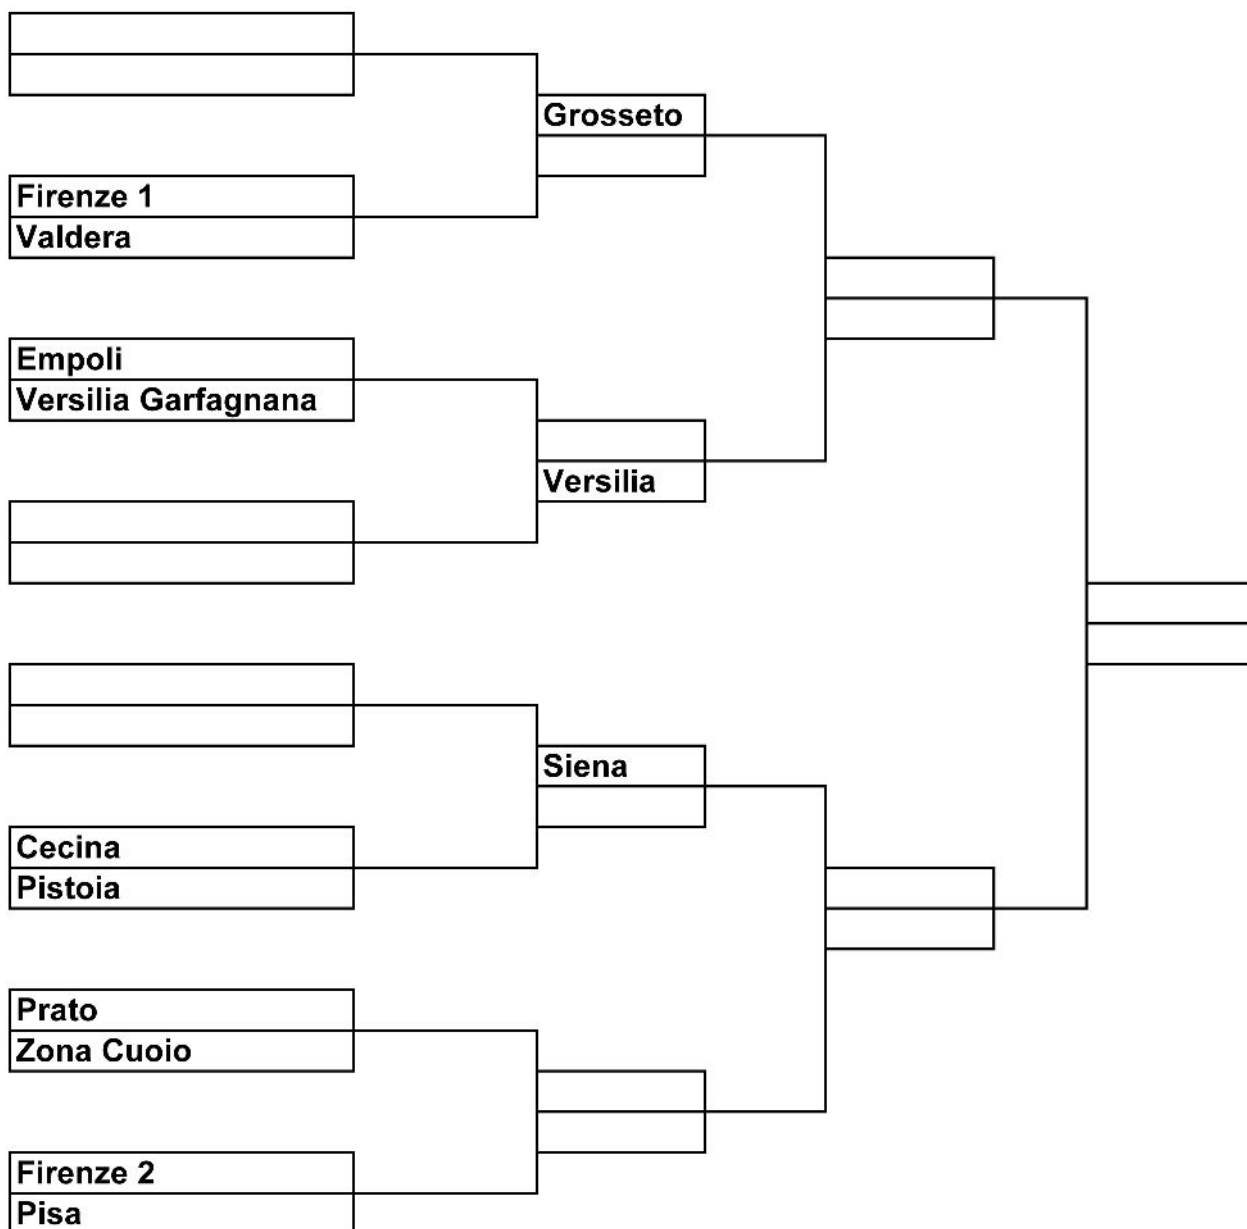 Grosseto
Firenze 1
Valdera
Empoli
Versilia Garfagnana
Versilia
Siena
Cecina
Pistoia
Prato
Zona Cuoio
Firenze 2
Pisa